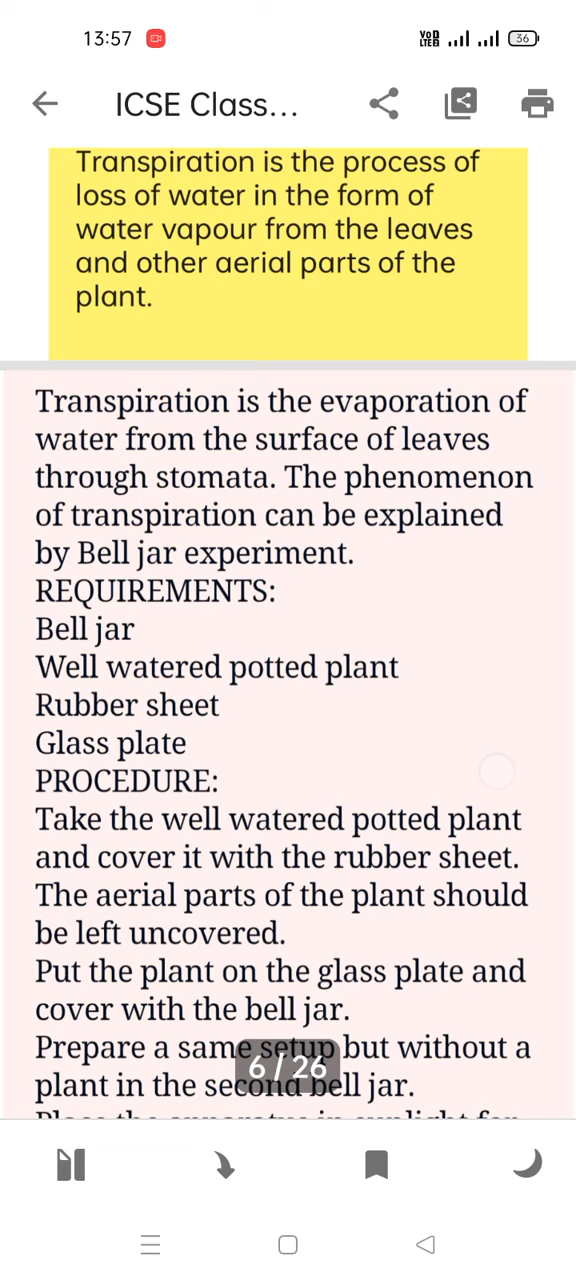 13:57
VoD LTE2
36
ICSE Class...
Transpiration is the process of
loss of water in the form of
water vapour from the leaves
and other aerial parts of the
plant.
Transpiration is the evaporation of
water from the surface of leaves
through stomata. The phenomenon
of transpiration can be explained
by Bell jar experiment.
REQUIREMENTS:
Bell jar
Well watered potted plant
Rubber sheet
Glass plate
PROCEDURE:
Take the well watered potted plant
and cover it with the rubber sheet.
The aerial parts of the plant should
be left uncovered.
Put the plant on the glass plate and
cover with the bell jar.
Prepare a same setup but without a
6 / 26
plant in the second bell jar.